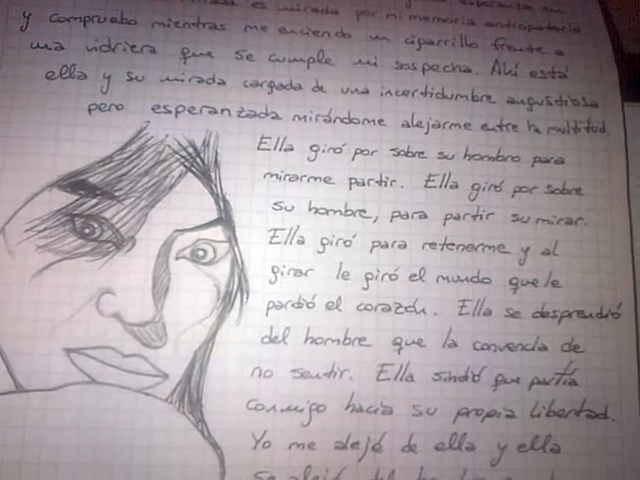 es mirada por mi memoria anticipatoria
y compruebo mientras me enciendo un cigarrillo frente a
una vidriera que se cumple mi sospecha. Ahí está
ella y su mirada cargada de una incertidumbre angustiosa
pero esperanzada mirándome alejarme entre la multitud.
Ella giró por sobre su hombro para
mirarme partir. Ella giró por sobre
su hombre, para partir su mirar.
Ella giró para retenerme y al
girar le giró el mundo que le
pardió el corazón. Ella se desprendió
del hombre que la convencía de
no sentir. Ella sintió que partía
conmigo hacia su propia libertad.
Yo me alejé de ella y ella
se alejó del